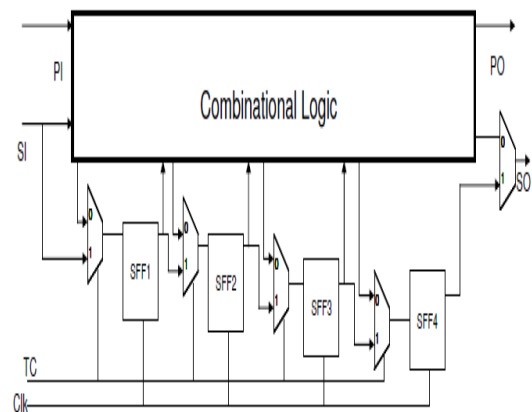 PI
PO
Combinational Logic
SI
0
1
SO
0
1
SFF1
0
1
SFF2
0
1
SFF3
0
1
SFF4
TC
Clk